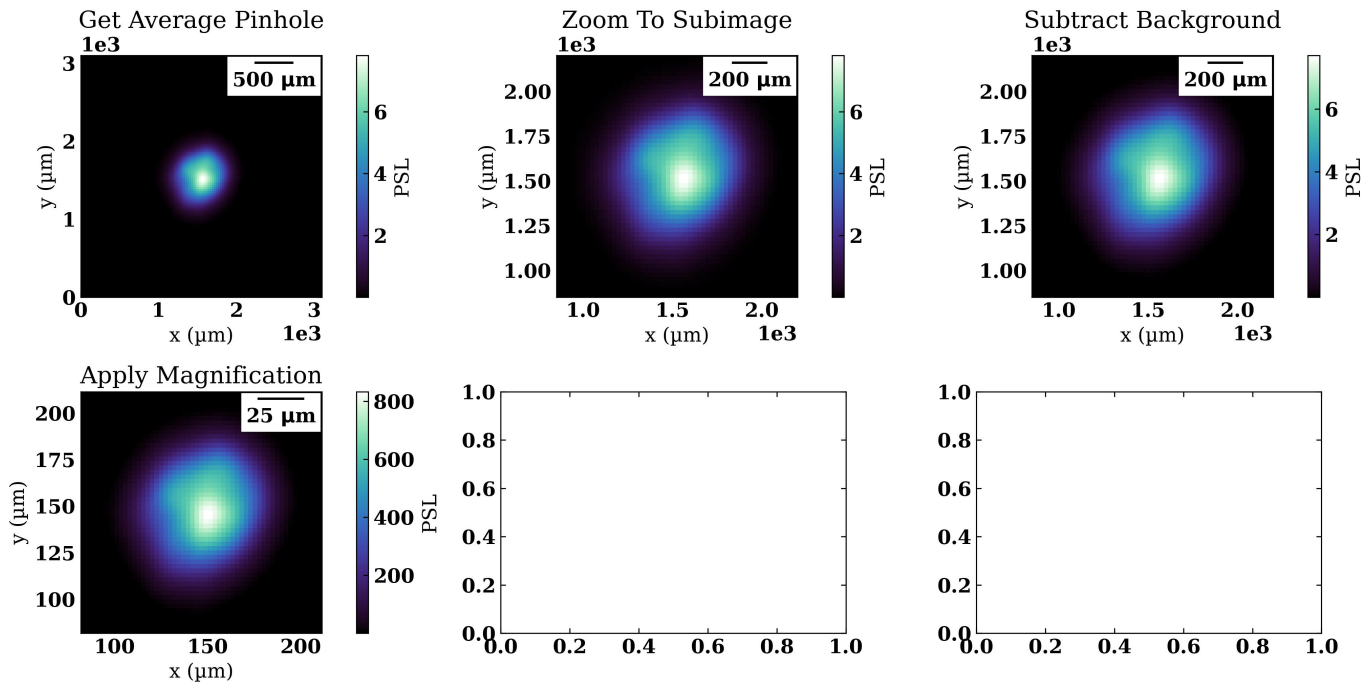 Get Average Pinhole
1e3
500 µm
3
2
1
0
y (µm)
0 1 2 3
x (µm)
1e3
6
4
2
PSL
Zoom To Subimage
1e3
200 µm
2.00
1.75
1.50
1.25
1.00
y (µm)
1.0 1.5 2.0
x (µm)
1e3
6
4
2
PSL
Subtract Background
1e3
200 µm
2.00
1.75
1.50
1.25
1.00
y (µm)
1.0 1.5 2.0
x (µm)
1e3
6
4
2
PSL
Apply Magnification
25 µm
200
175
150
125
100
y (µm)
100 150 200
x (µm)
800
600
400
200
PSL
1.0
0.8
0.6
0.4
0.2
0.0
0.0 0.2 0.4 0.6 0.8 1.0
1.0
0.8
0.6
0.4
0.2
0.0
0.0 0.2 0.4 0.6 0.8 1.0